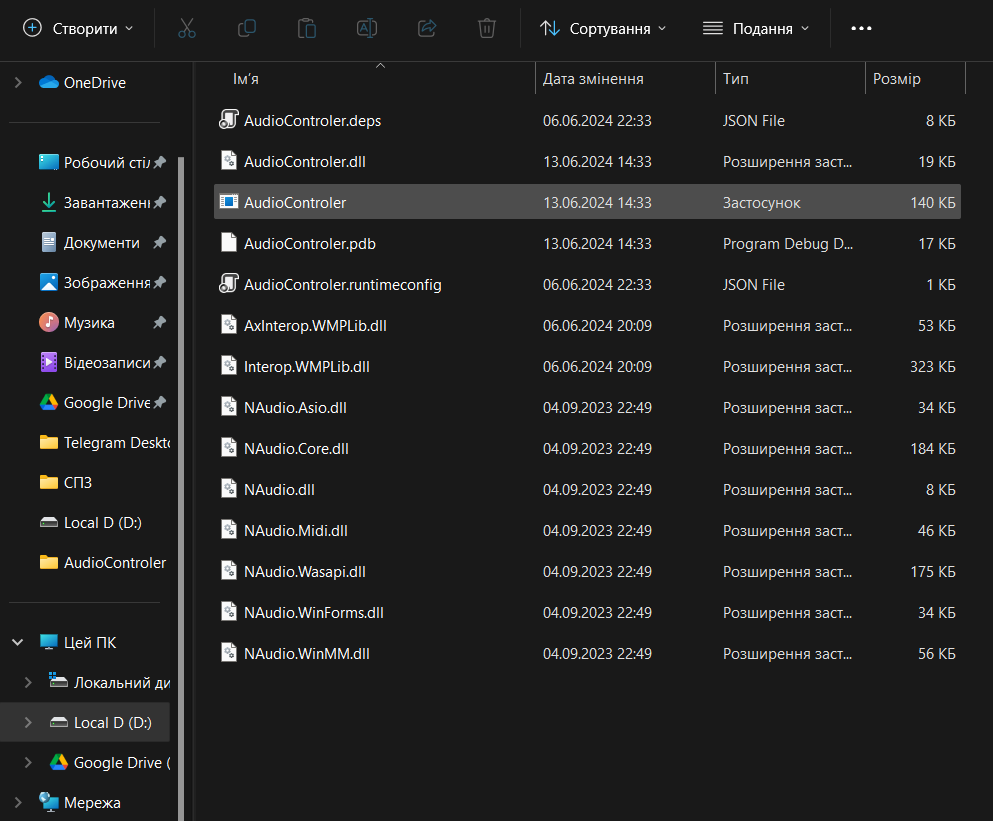 Створити
Сортування
Подання
OneDrive
Робочий стіл
Завантажен
Документи
Зображення
Музика
Відеозаписи
Google Drive
Telegram Deskto
СПЗ
Local D (D:)
AudioControler
Цей ПК
Локальний ди
Local D (D:)
Google Drive (
Мережа
Ім'я Дата змінення Тип Розмір
AudioControler.deps 06.06.2024 22:33 JSON File 8 КБ
AudioControler.dll 13.06.2024 14:33 Розширення заст... 19 КБ
AudioControler 13.06.2024 14:33 Застосунок 140 КБ
AudioControler.pdb 13.06.2024 14:33 Program Debug D... 17 КБ
AudioControler.runtimeconfig 06.06.2024 22:33 JSON File 1 КБ
AxInterop.WMPLib.dll 06.06.2024 20:09 Розширення заст... 53 КБ
Interop.WMPLib.dll 06.06.2024 20:09 Розширення заст... 323 КБ
NAudio.Asio.dll 04.09.2023 22:49 Розширення заст... 34 КБ
NAudio.Core.dll 04.09.2023 22:49 Розширення заст... 184 КБ
NAudio.dll 04.09.2023 22:49 Розширення заст... 8 КБ
NAudio.Midi.dll 04.09.2023 22:49 Розширення заст... 46 КБ
NAudio.Wasapi.dll 04.09.2023 22:49 Розширення заст... 175 КБ
NAudio.WinForms.dll 04.09.2023 22:49 Розширення заст... 34 КБ
NAudio.WinMM.dll 04.09.2023 22:49 Розширення заст... 56 КБ